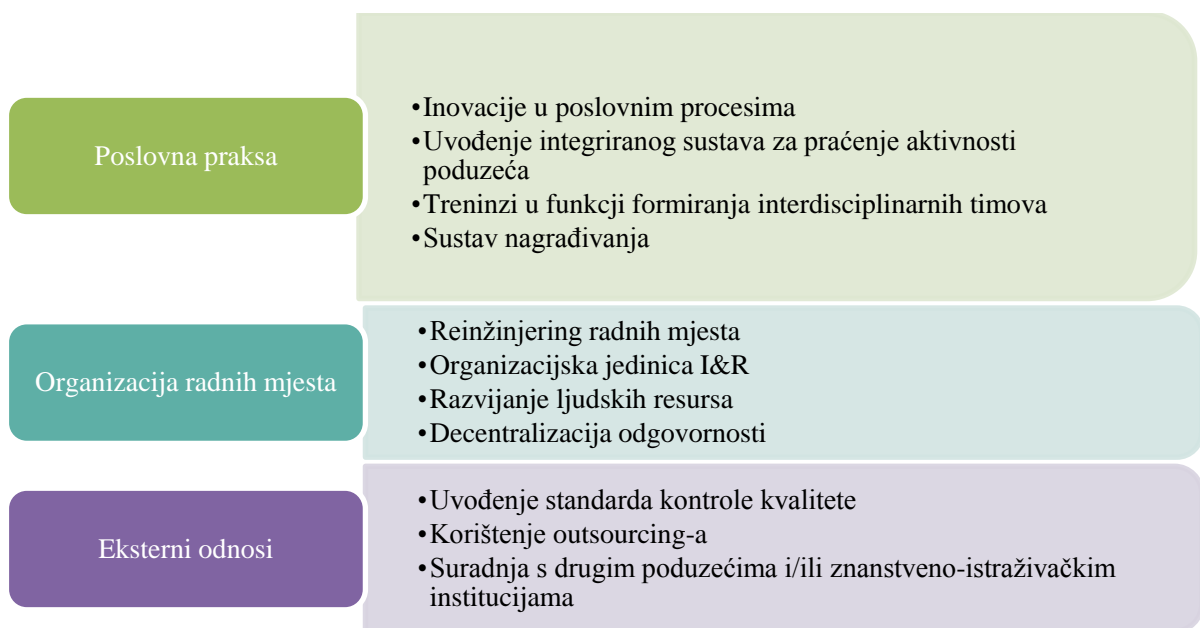 Poslovna praksa
•Inovacije u poslovnim procesima
•Uvođenje integriranog sustava za praćenje aktivnosti
poduzeća
•Treninzi u funkciji formiranja interdisciplinarnih timova
•Sustav nagrađivanja
Organizacija radnih mjesta
•Reinžinjering radnih mjesta
•Organizacijska jedinica I&R
•Razvijanje ljudskih resursa
•Decentralizacija odgovornosti
Eksterni odnosi
•Uvođenje standarda kontrole kvalitete
•Korištenje outsourcing-a
•Suradnja s drugim poduzećima i/ili znanstveno-istraživačkim
institucijama